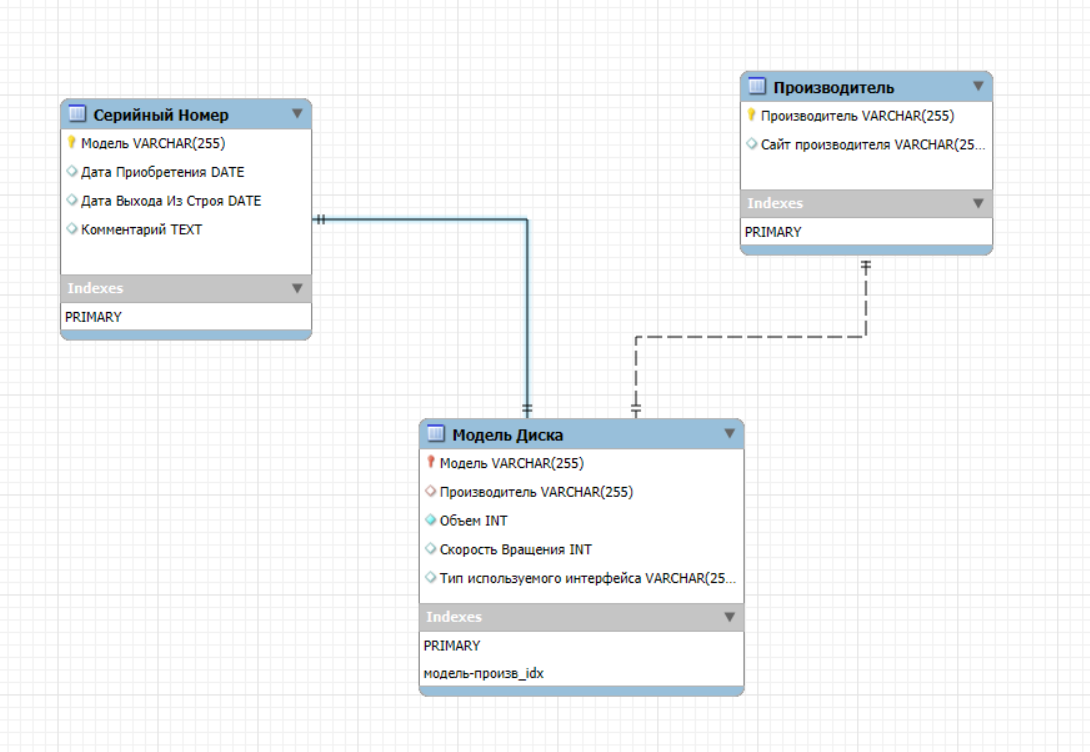 Серийный Номер
Модель VARCHAR(255)
Дата Приобретения DATE
Дата Выхода Из Строя DATE
Комментарий TEXT
Indexes
PRIMARY
Производитель
Производитель VARCHAR(255)
Сайт производителя VARCHAR(25...
Indexes
PRIMARY
Модель Диска
Модель VARCHAR(255)
Производитель VARCHAR(255)
Объем INT
Скорость Вращения INT
Тип используемого интерфейса VARCHAR(25...
Indexes
PRIMARY
модель-произв_idx